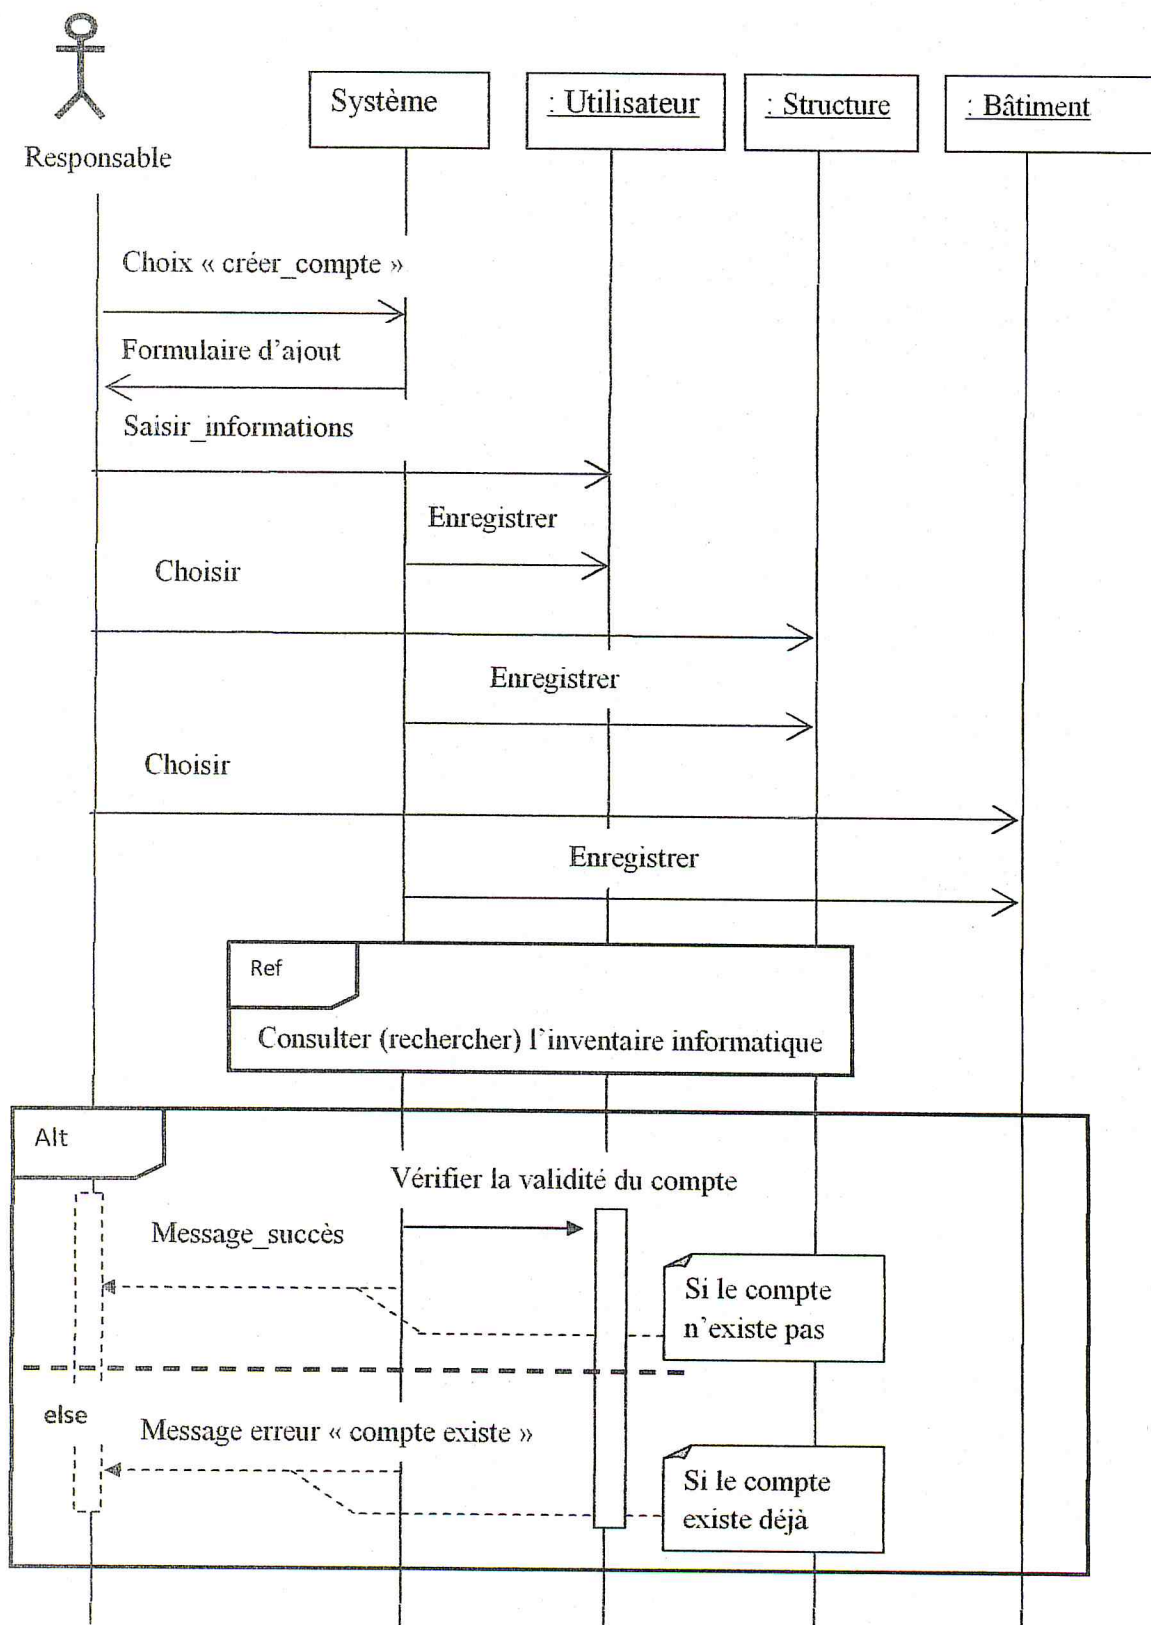 Responsable
Système
: Utilisateur
: Structure
: Bâtiment
Choix « créer_compte »
Formulaire d'ajout
Saisir_informations
Enregistrer
Choisir
Enregistrer
Choisir
Enregistrer
Ref
Consulter (rechercher) l'inventaire informatique
Alt
Vérifier la validité du compte
Message_succès
Si le compte
n'existe pas
else
Message erreur « compte existe »
Si le compte
existe déjà